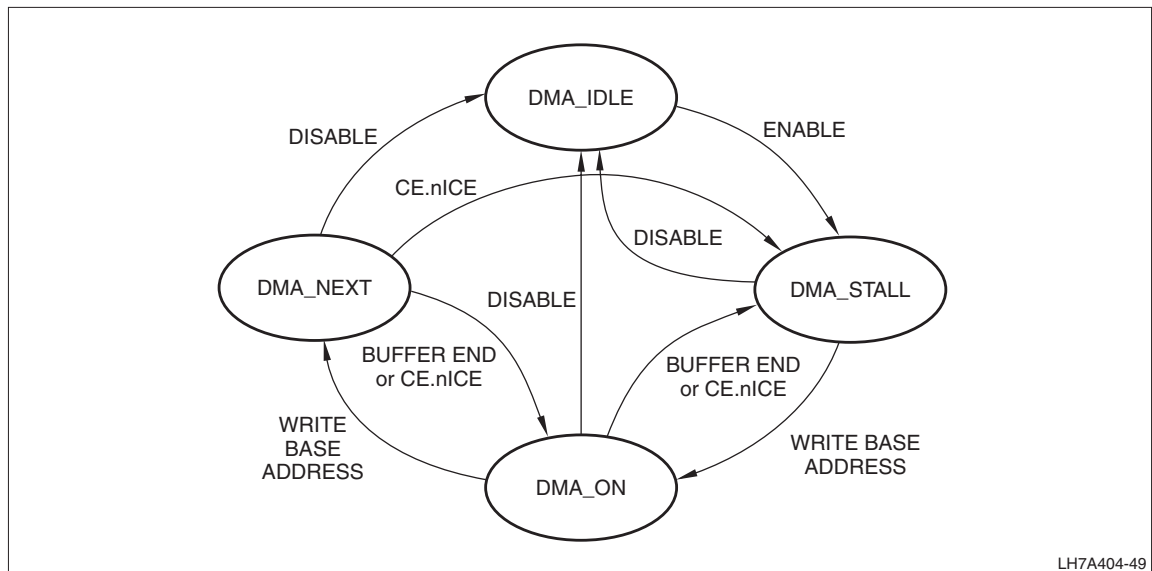 DMA_IDLE
DISABLE
ENABLE
CE.nICE
DISABLE
DMA_NEXT
DMA_STALL
DISABLE
BUFFER END
or CE.nICE
BUFFER END
or CE.nICE
WRITE
BASE
ADDRESS
WRITE BASE
ADDRESS
DMA_ON
LH7A404-49